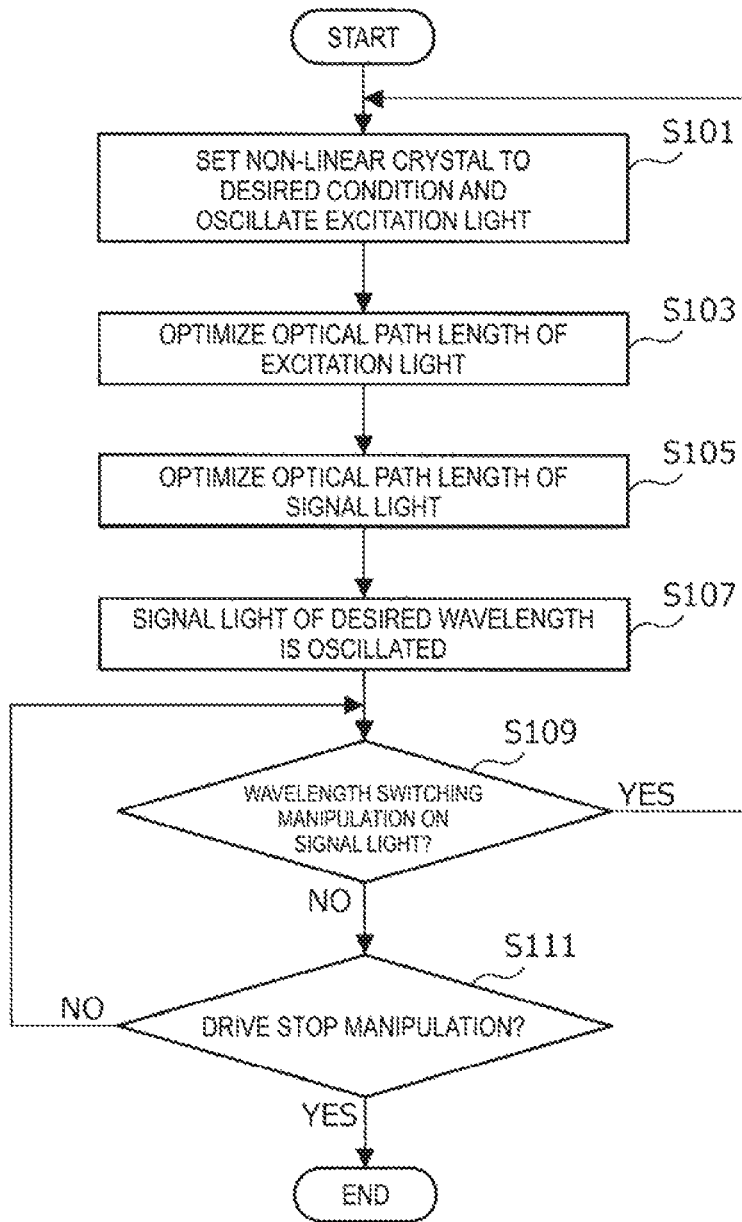 START
S101
SET NON-LINEAR CRYSTAL TO
DESIRED CONDITION AND
OSCILLATE EXCITATION LIGHT
S103
OPTIMIZE OPTICAL PATH LENGTH OF
EXCITATION LIGHT
S105
OPTIMIZE OPTICAL PATH LENGTH OF
SIGNAL LIGHT
S107
SIGNAL LIGHT OF DESIRED WAVELENGTH
IS OSCILLATED
S109
WAVELENGTH SWITCHING
MANIPULATION ON
SIGNAL LIGHT?
YES
NO
S111
NO
DRIVE STOP MANIPULATION?
YES
END